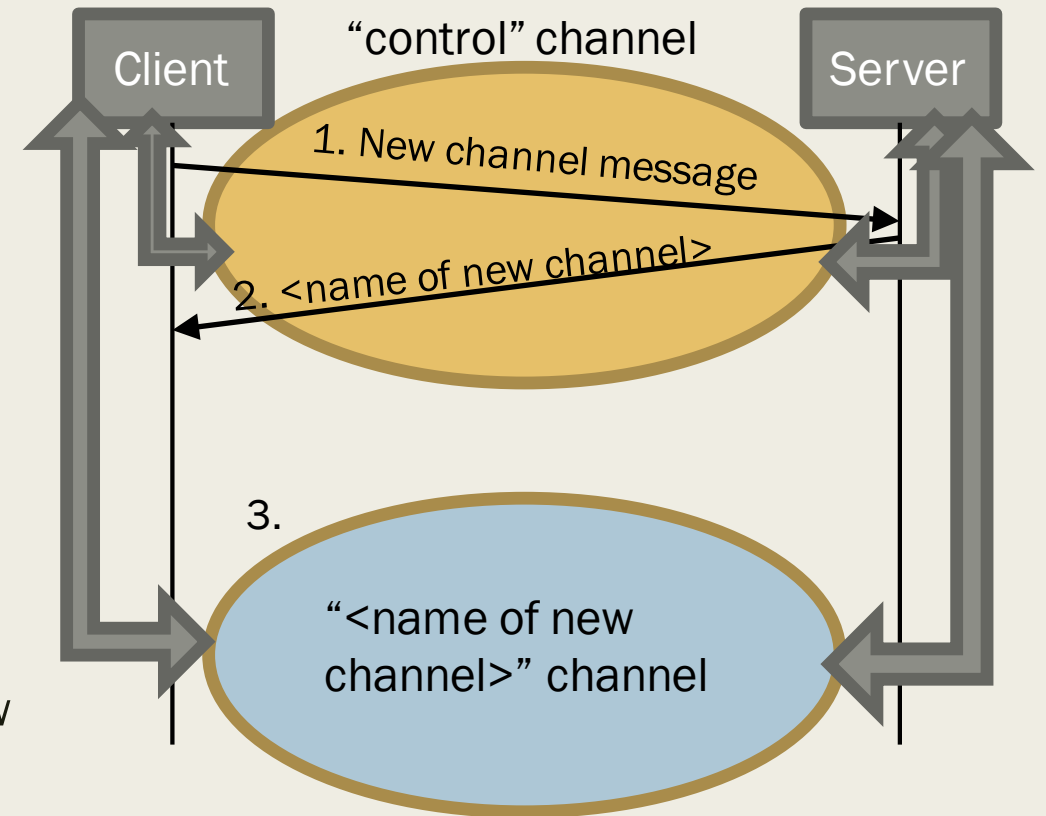 “control” channel
Client
Server
1. New channel message
2. <name of new channel>
3.
“<name of new
channel>” channel
w